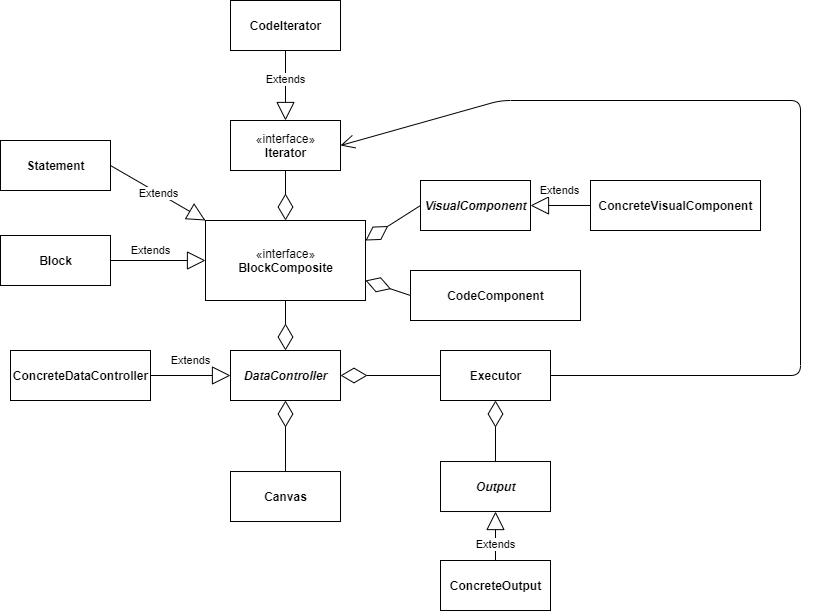 CodeIterator
Extends
«interface»
Iterator
Statement
Extends
VisualComponent
Extends
ConcreteVisualComponent
Block
Extends
«interface»
BlockComposite
CodeComponent
ConcreteDataController
Extends
DataController
Executor
Canvas
Output
Extends
ConcreteOutput